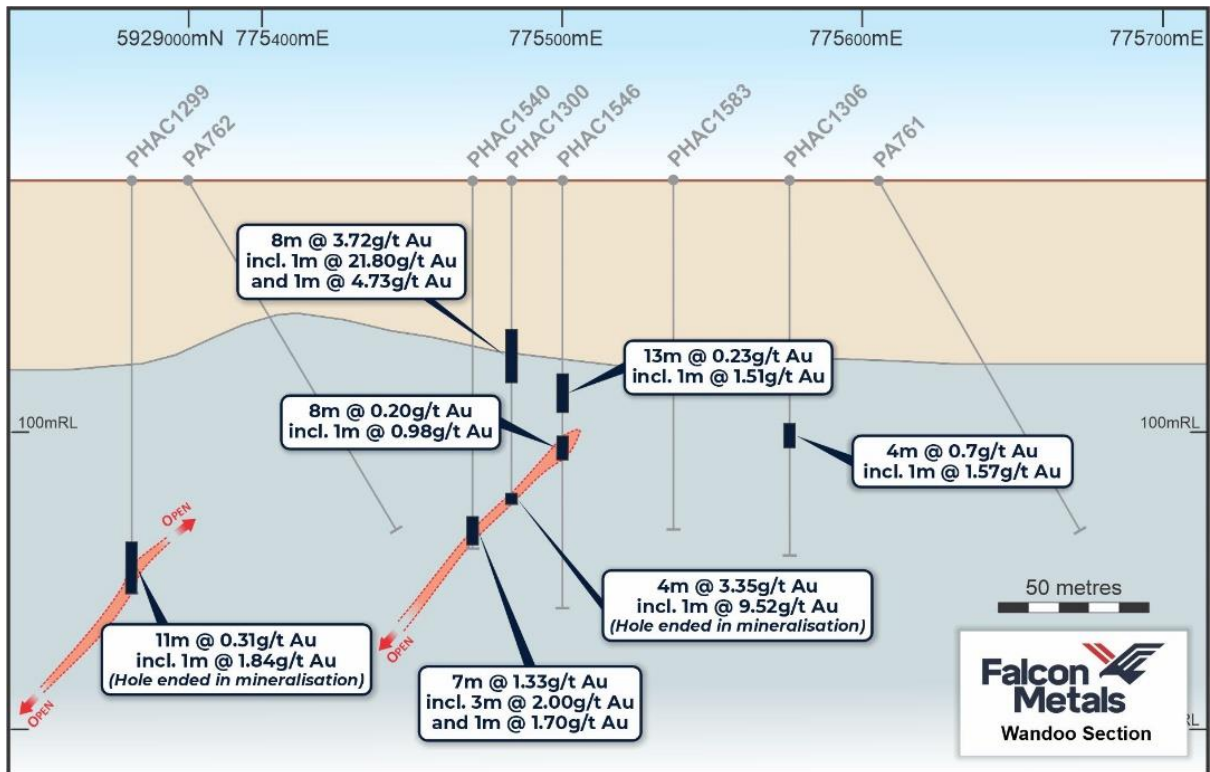 5929000mN
775400mE
775500mE
775600mE
775700mE
PHAC1299
PA762
PHAC1540
PHAC1300
PHAC1546
PHAC1583
PHAC1306
PA761
8m @ 3.72g/t Au
incl. 1m @ 21.80g/t Au
and 1m @ 4.73g/t Au
13m @ 0.23g/t Au
incl. 1m @ 1.51g/t Au
8m @ 0.20g/t Au
incl. 1m @ 0.98g/t Au
100mRL
100mRL
4m @ 0.7g/t Au
incl. 1m @ 1.57g/t Au
OPEN
OPEN
OPEN
4m @ 3.35g/t Au
incl. 1m @ 9.52g/t Au
(Hole ended in mineralisation)
11m @ 0.31g/t Au
incl. 1m @ 1.84g/t Au
(Hole ended in mineralisation)
7m @ 1.33g/t Au
incl. 3m @ 2.00g/t Au
and 1m @ 1.70g/t Au
50 metres
Falcon
Metals
Wandoo Section